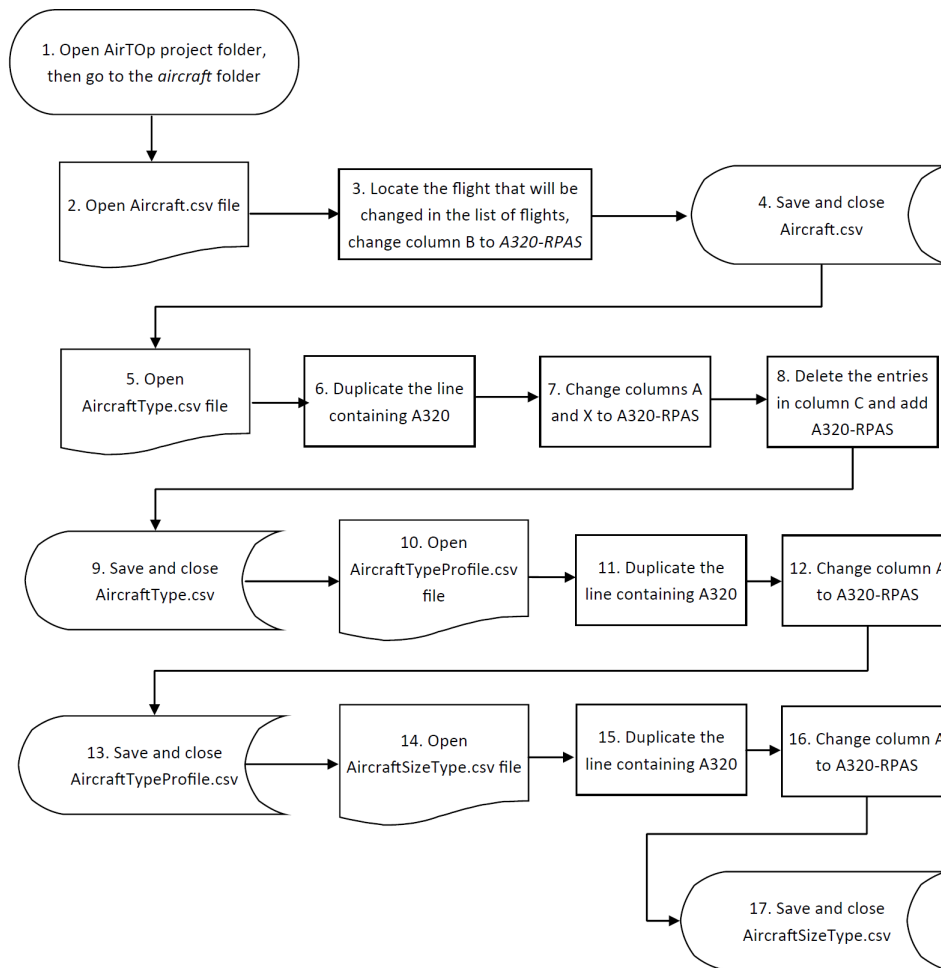 1. Open AirTOp project folder,
then go to the aircraft folder
2. Open Aircraft.csv file
3. Locate the flight that will be
changed in the list of flights,
change column B to A320-RPAS
4. Save and close
Aircraft.csv
5. Open
AircraftType.csv file
6. Duplicate the line
containing A320
7. Change columns A
and X to A320-RPAS
8. Delete the entries
in column C and add
A320-RPAS
9. Save and close
AircraftType.csv
10. Open
AircraftTypeProfile.csv
file
11. Duplicate the
line containing A320
12. Change column A
to A320-RPAS
13. Save and close
AircraftTypeProfile.csv
14. Open
AircraftSizeType.csv file
15. Duplicate the
line containing A320
16. Change column A
to A320-RPAS
17. Save and close
AircraftSizeType.csv